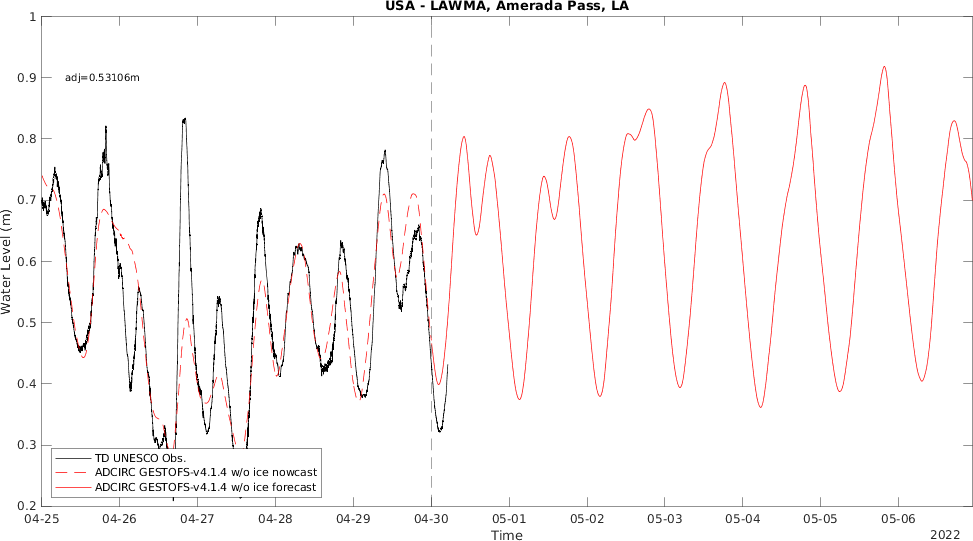 USA - LAWMA, Amerada Pass, LA
1
0.9
0.8
0.7
0.6
0.5
0.4
0.3
0.2
Water Level (m)
adj=0.53106m
TD UNESCO Obs.
ADCIRC GESTOFS-v4.1.4 w/o ice nowcast
ADCIRC GESTOFS-v4.1.4 w/o ice forecast
04-25 04-26 04-27 04-28 04-29 04-30 05-01 05-02 05-03 05-04 05-05 05-06
Time
2022